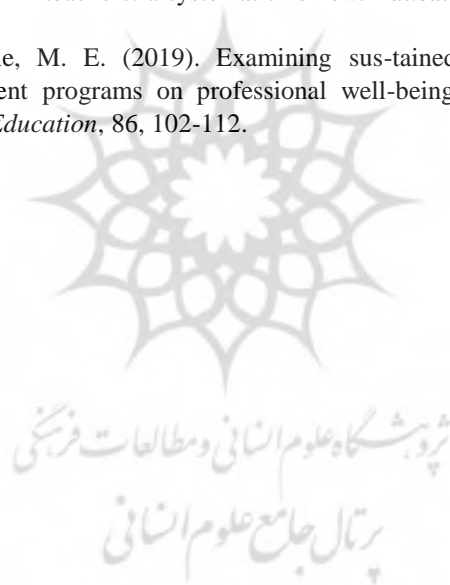 ie, M. E. (2019). Examining sus-tained
ent programs on professional well-being
Education, 86, 102-112.
پژوهشگاه علوم انسانی و مطالعات فرهنگی
پرتال جامع علوم انسانی